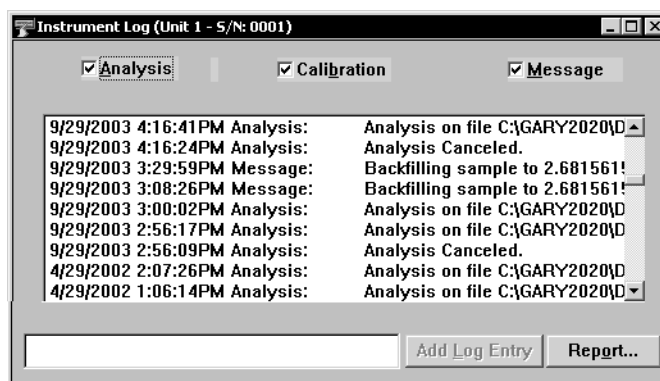 Instrument Log (Unit 1 - S/N: 0001)
Analysis Calibration Message
9/29/2003 4:16:41PM Analysis: Analysis on file C:\GARY2020\D
9/29/2003 4:16:24PM Analysis: Analysis Canceled.
9/29/2003 3:29:59PM Message: Backfilling sample to 2.6815615
9/29/2003 3:08:26PM Message: Backfilling sample to 2.6815615
9/29/2003 3:00:02PM Analysis: Analysis on file C:\GARY2020\D
9/29/2003 2:56:17PM Analysis: Analysis on file C:\GARY2020\D
9/29/2003 2:56:09PM Analysis: Analysis Canceled.
4/29/2002 2:07:26PM Analysis: Analysis on file C:\GARY2020\D
4/29/2002 1:06:14PM Analysis: Analysis on file C:\GARY2020\D
Add Log Entry Report...